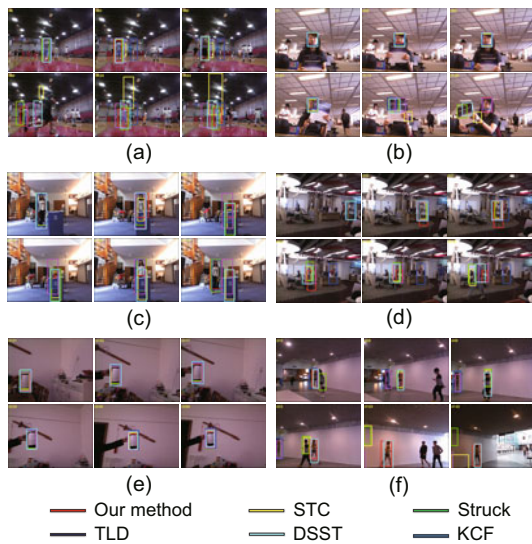 (a)
(b)
(c)
(d)
(e)
(f)
Our method
STC
Struck
TLD
DSST
KCF